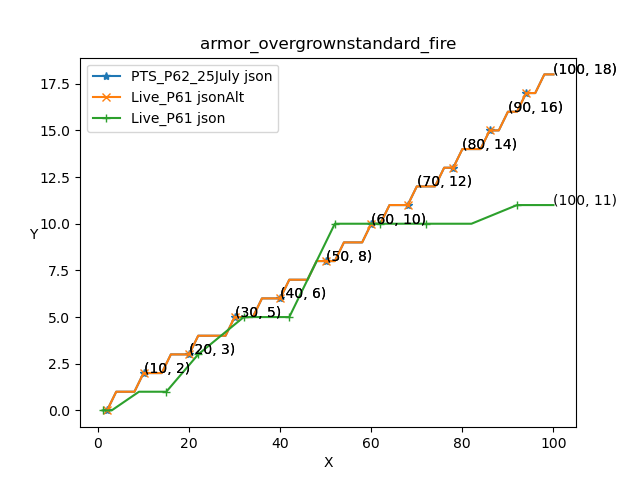 armor_overgrownstandard_fire
PTS_P62_25July json
Live_P61 jsonAlt
Live_P61 json
17.5
15.0
12.5
10.0
7.5
5.0
2.5
0.0
Y
(100, 18)
(90, 16)
(80, 14)
(70, 12)
(100, 11)
(60, 10)
(50, 8)
(40, 6)
(30, 5)
(20, 3)
(10, 2)
0 20 40 60 80 100
X